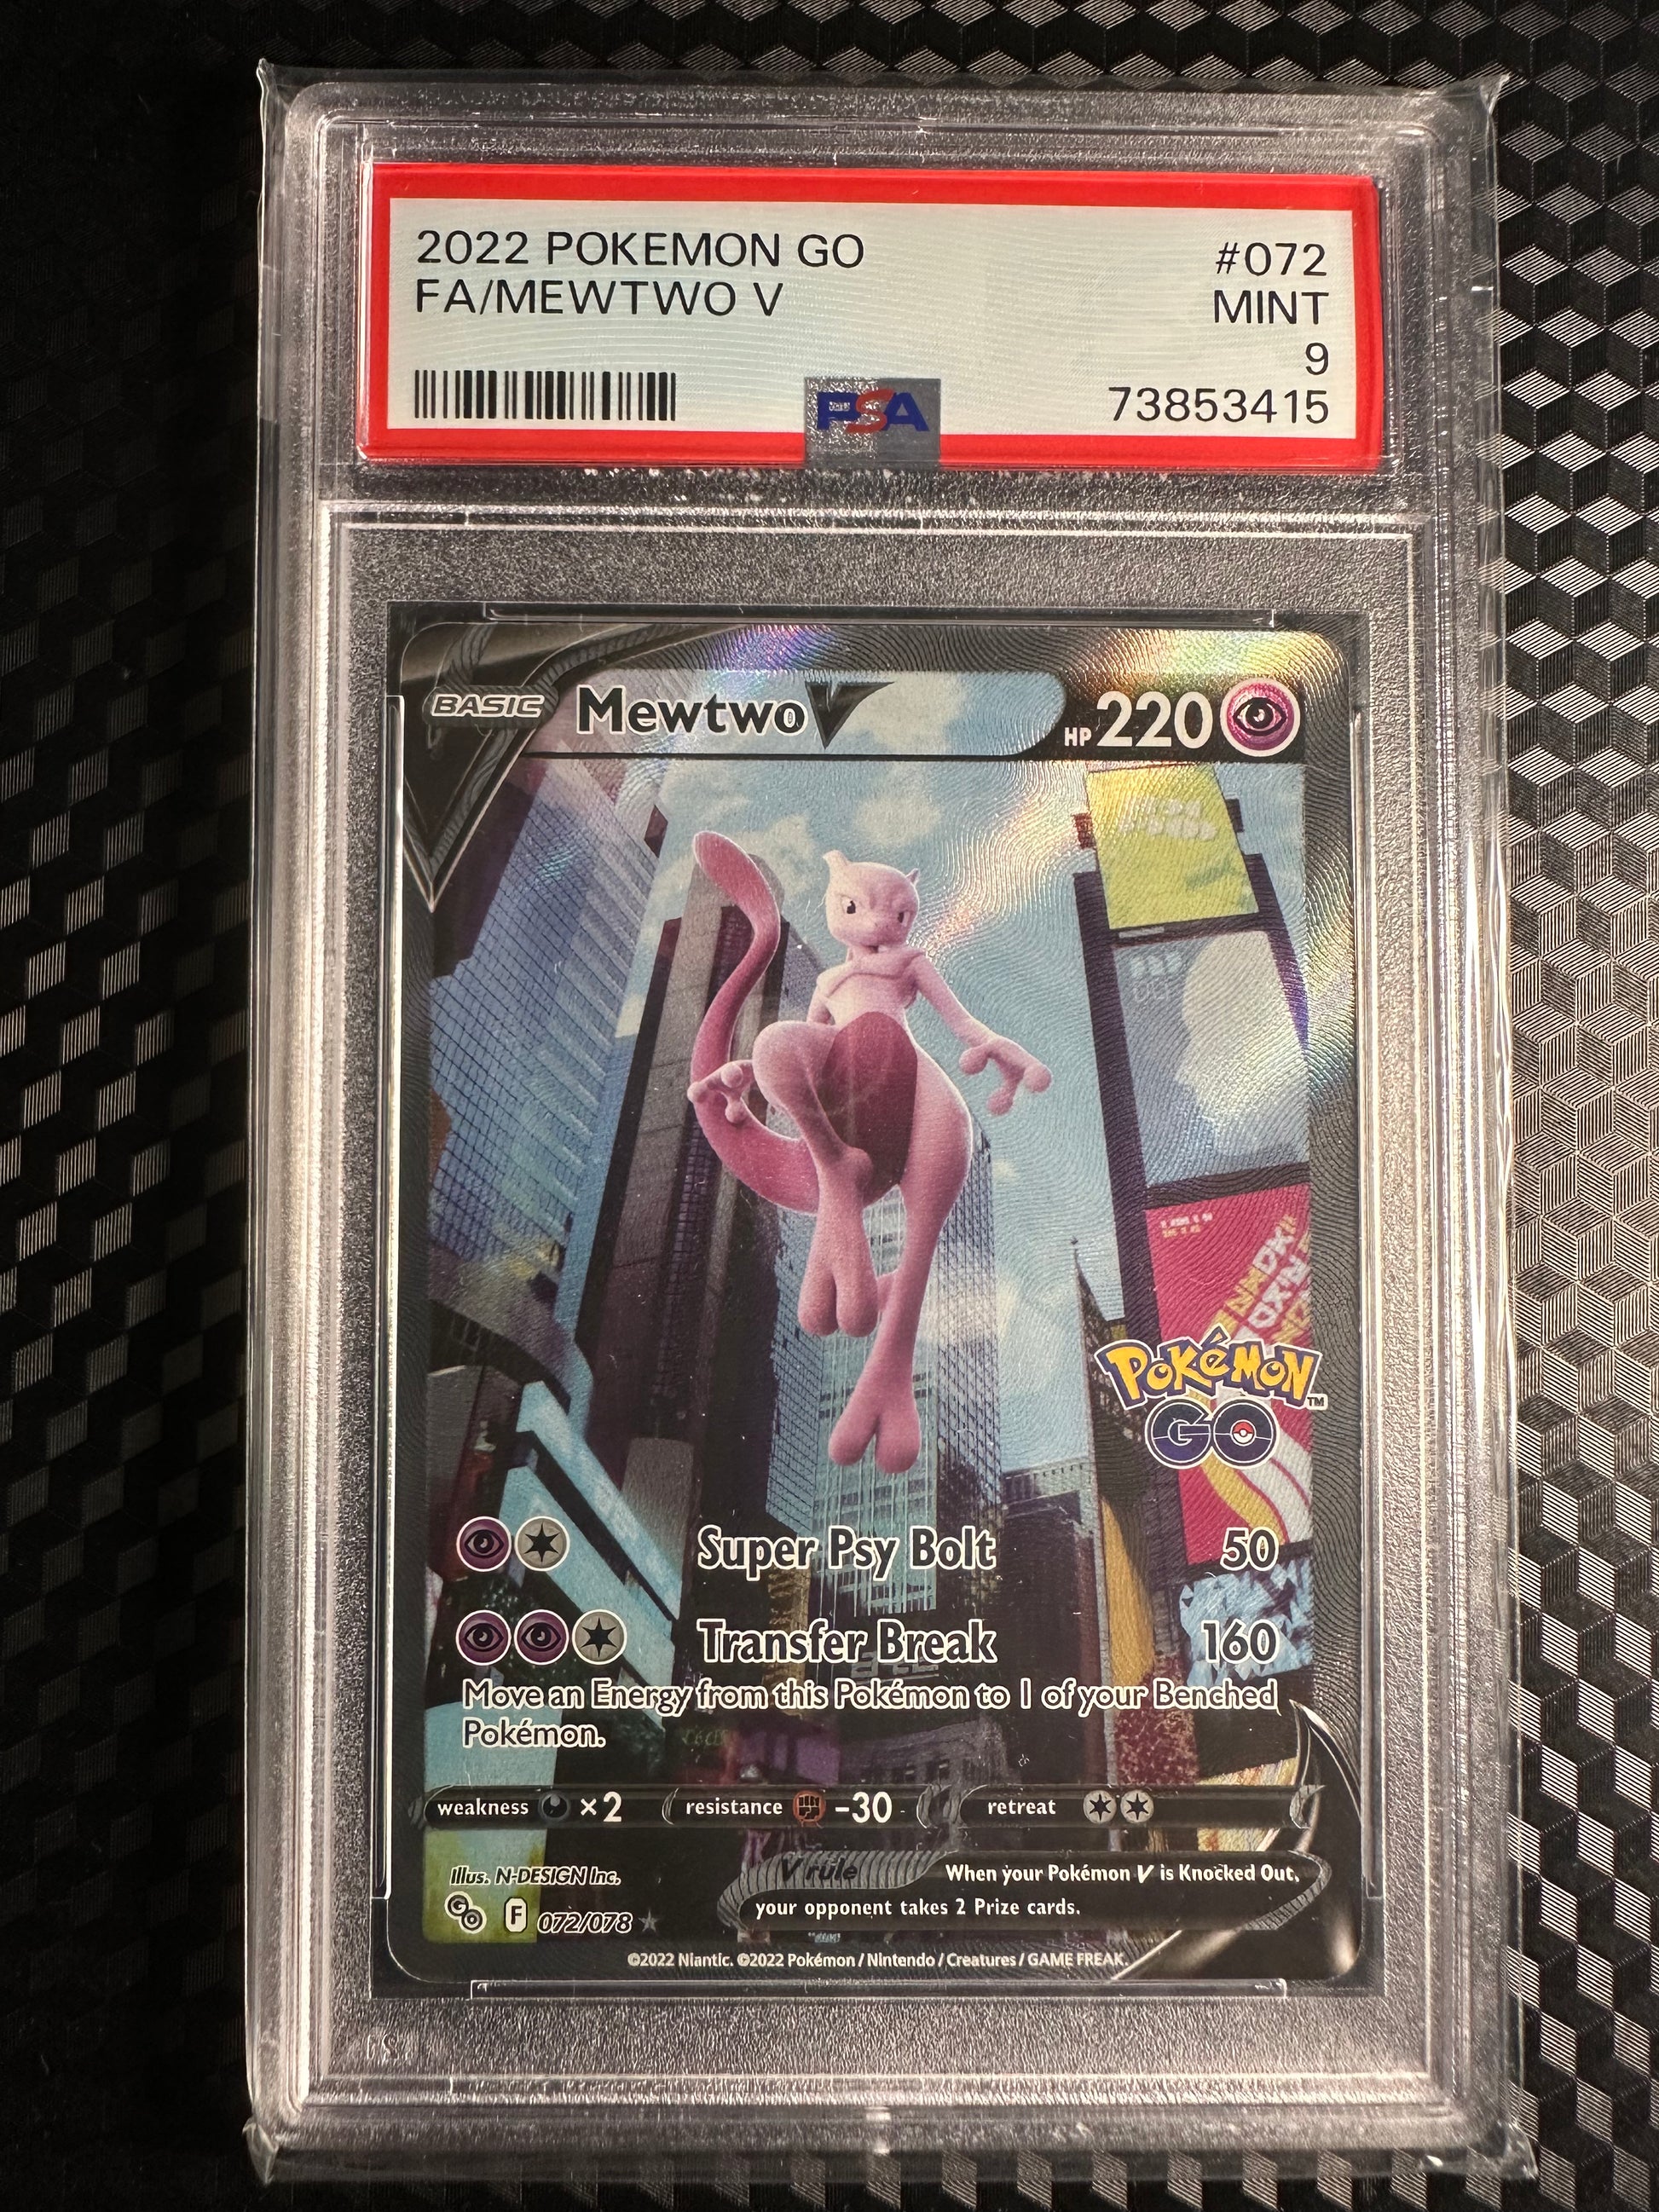 2022 POKEMON GO
FA/MEWTWO V
#072
MINT
9
73853415
PSA
BASIC
Mewtwo V
HP 220
POKéMON™
GO
Super Psy Bolt 50
Transfer Break 160
Move an Energy from this Pokémon to 1 of your Benched
Pokémon.
weakness ×2 resistance -30 retreat
Illus. N-DESIGN Inc.
GO F 072/078
V rule When your Pokémon V is Knocked Out,
your opponent takes 2 Prize cards.
©2022 Niantic. ©2022 Pokémon / Nintendo / Creatures / GAME FREAK.